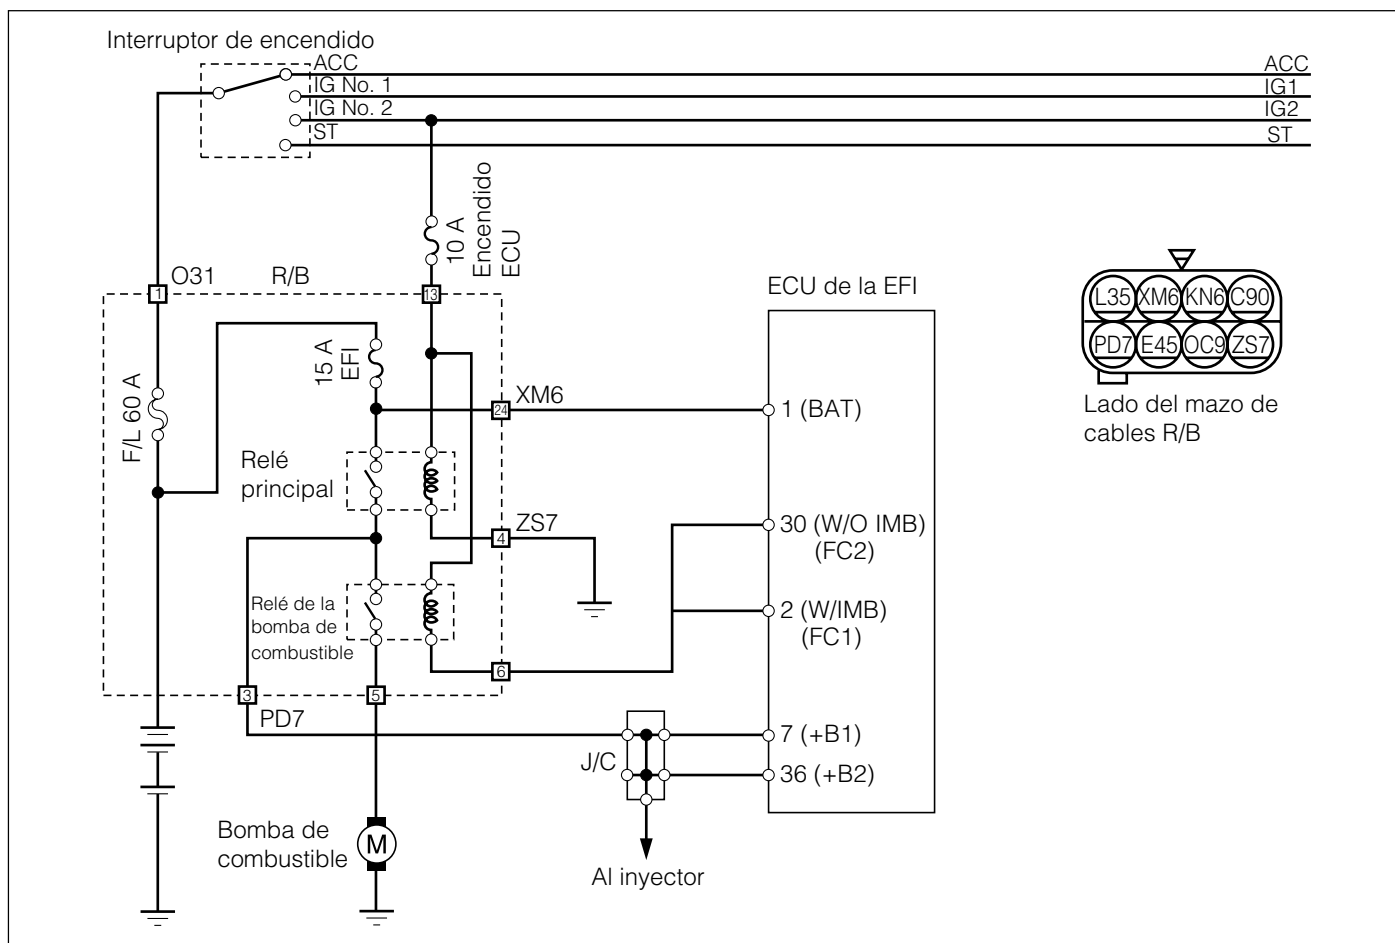 Interruptor de encendido
ACC
ACC
IG No. 1
IG1
IG No. 2
IG2
ST
ST
10 A
Encendido
ECU
1
O31
R/B
13
ECU de la EFI
L35 XM6 KN6 C90
PD7 E45 OC9 ZS7
Lado del mazo de
cables R/B
F/L 60 A
15 A
EFI
XM6
24
1 (BAT)
Relé
principal
ZS7
4
30 (W/O IMB)
(FC2)
Relé de la
bomba de
combustible
2 (W/IMB)
(FC1)
6
3
5
PD7
J/C
7 (+B1)
36 (+B2)
Bomba de
combustible
M
Al inyector